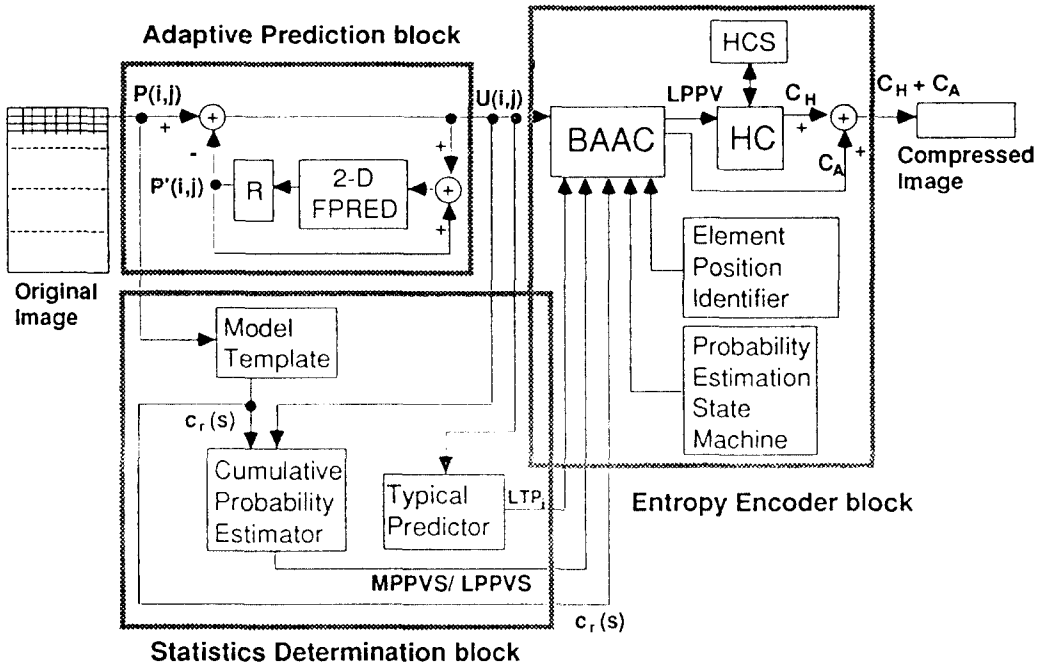 Adaptive Prediction block
P(i,j)
+
+
-
P'(i,j)
R
2-D
FPRED
+
+
+
U(i,j)
Original
Image
HCS
LPPV
BAAC
HC
C_H
+
+
C_A
+
C_H + C_A
Compressed
Image
Element
Position
Identifier
Probability
Estimation
State
Machine
Entropy Encoder block
Model
Template
c_r(s)
Cumulative
Probability
Estimator
Typical
Predictor
LTP_i
MPPVS/ LPPVS
c_r(s)
Statistics Determination block